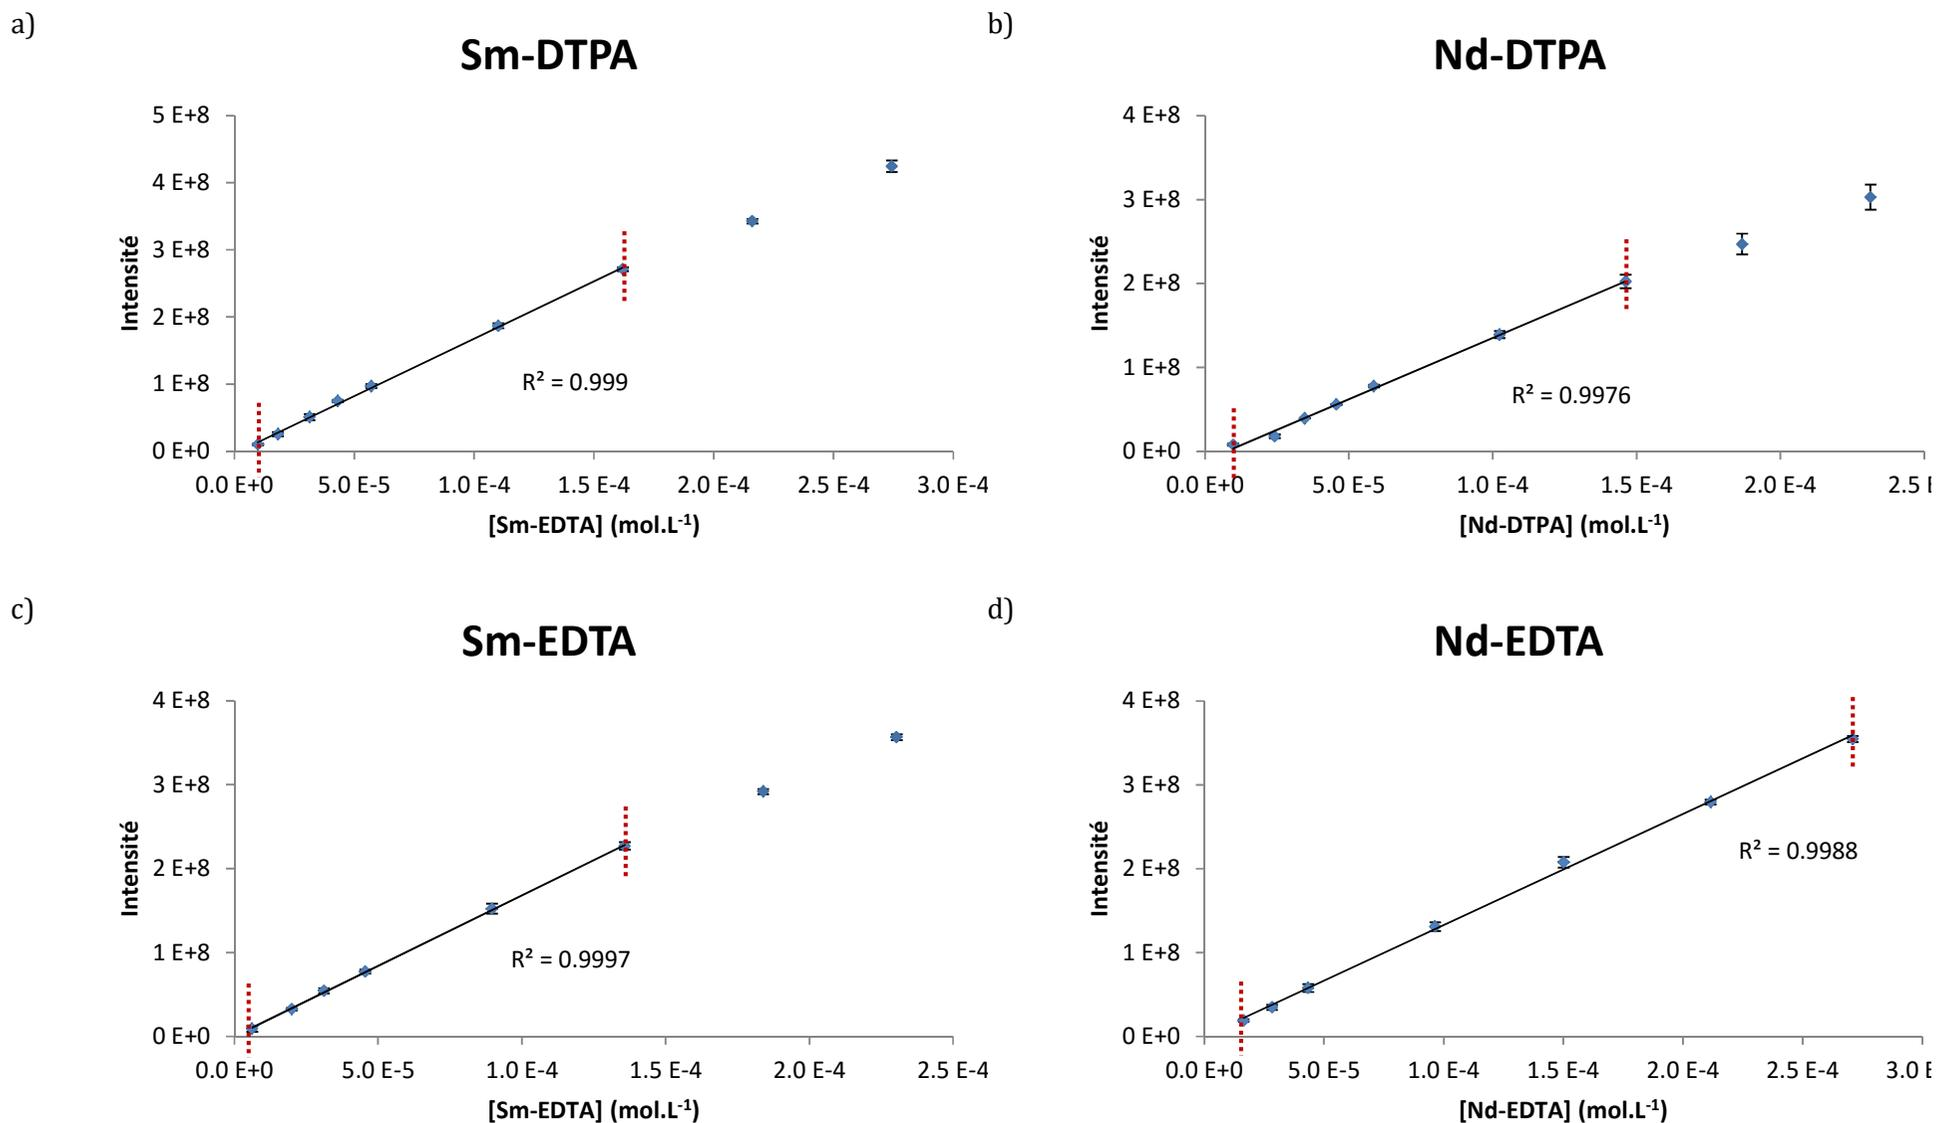 a)
Sm-DTPA
5 E+8
4 E+8
3 E+8
2 E+8
1 E+8
0 E+0
Intensité
R² = 0.999
0.0 E+0 5.0 E-5 1.0 E-4 1.5 E-4 2.0 E-4 2.5 E-4 3.0 E-4
[Sm-EDTA] (mol.L⁻¹)
b)
Nd-DTPA
4 E+8
3 E+8
2 E+8
1 E+8
0 E+0
Intensité
R² = 0.9976
0.0 E+0 5.0 E-5 1.0 E-4 1.5 E-4 2.0 E-4 2.5
[Nd-DTPA] (mol.L⁻¹)
c)
Sm-EDTA
4 E+8
3 E+8
2 E+8
1 E+8
0 E+0
Intensité
R² = 0.9997
0.0 E+0 5.0 E-5 1.0 E-4 1.5 E-4 2.0 E-4 2.5 E-4
[Sm-EDTA] (mol.L⁻¹)
d)
Nd-EDTA
4 E+8
3 E+8
2 E+8
1 E+8
0 E+0
Intensité
R² = 0.9988
0.0 E+0 5.0 E-5 1.0 E-4 1.5 E-4 2.0 E-4 2.5 E-4 3.0
[Nd-EDTA] (mol.L⁻¹)